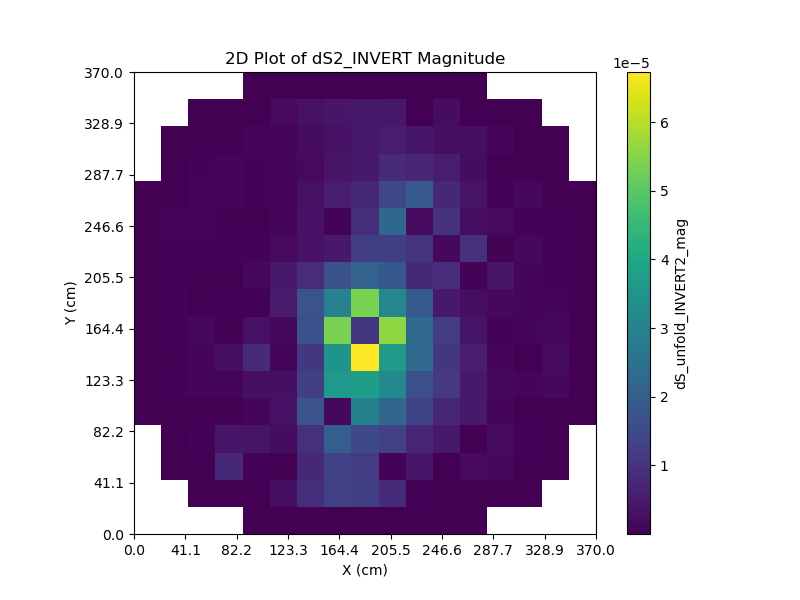 2D Plot of dS2_INVERT Magnitude
1e−5
370.0
328.9
287.7
246.6
205.5
164.4
123.3
82.2
41.1
0.0
Y (cm)
0.0 41.1 82.2 123.3 164.4 205.5 246.6 287.7 328.9 370.0
X (cm)
6
5
4
3
2
1
dS_unfold_INVERT2_mag